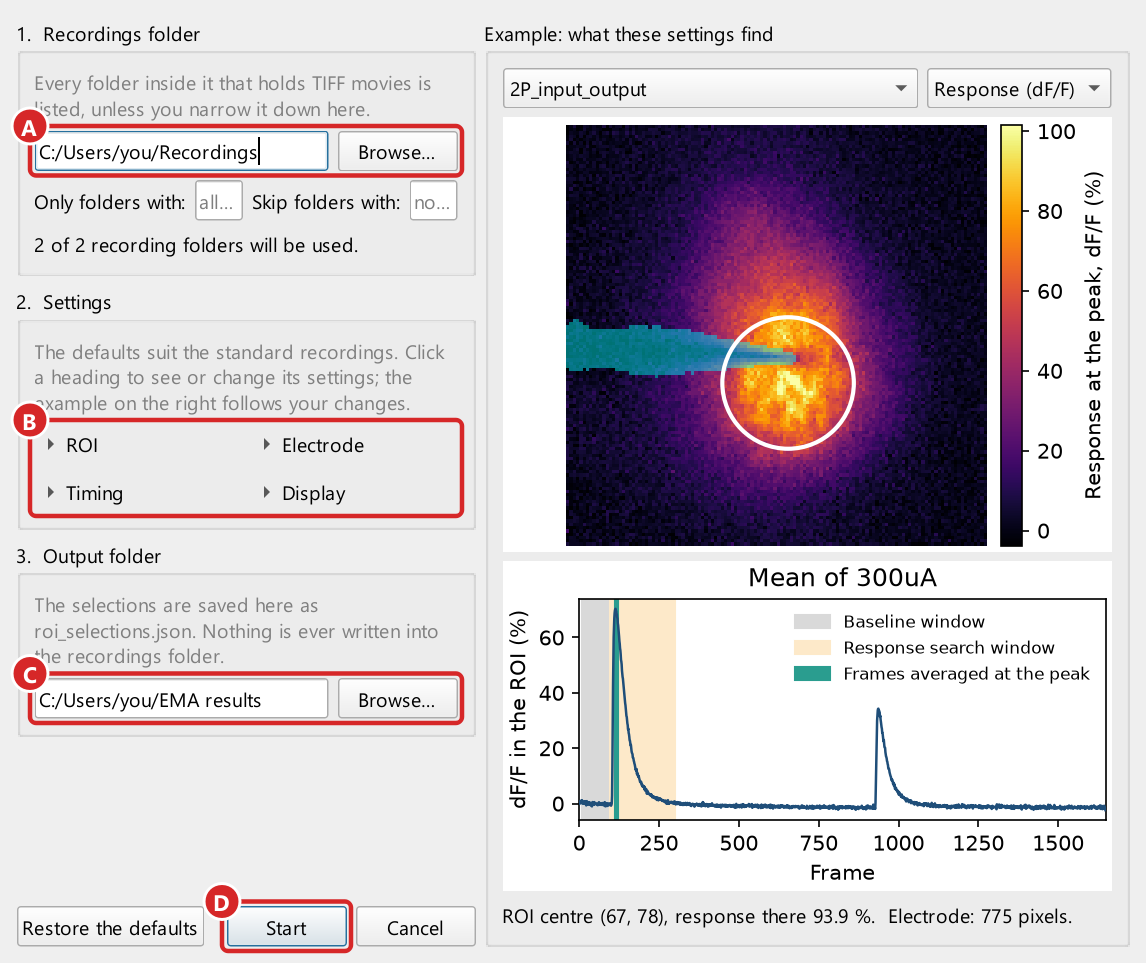 1.  Recordings folder
Every folder inside it that holds TIFF movies is
listed, unless you narrow it down here.
A
C:/Users/you/Recordings
Browse...
Only folders with:
all...
Skip folders with:
no...
2 of 2 recording folders will be used.
2.  Settings
The defaults suit the standard recordings. Click
a heading to see or change its settings; the
example on the right follows your changes.
B
ROI
Electrode
Timing
Display
3.  Output folder
The selections are saved here as
roi_selections.json. Nothing is ever written into
the recordings folder.
C
C:/Users/you/EMA results
Browse...
D
Restore the defaults
Start
Cancel
Example: what these settings find
2P_input_output
Response (dF/F)
100
80
60
40
20
0
Response at the peak, dF/F (%)
Mean of 300uA
Baseline window
Response search window
Frames averaged at the peak
dF/F in the ROI (%)
60
40
20
0
0
250
500
750
1000
1250
1500
Frame
ROI centre (67, 78), response there 93.9 %.  Electrode: 775 pixels.